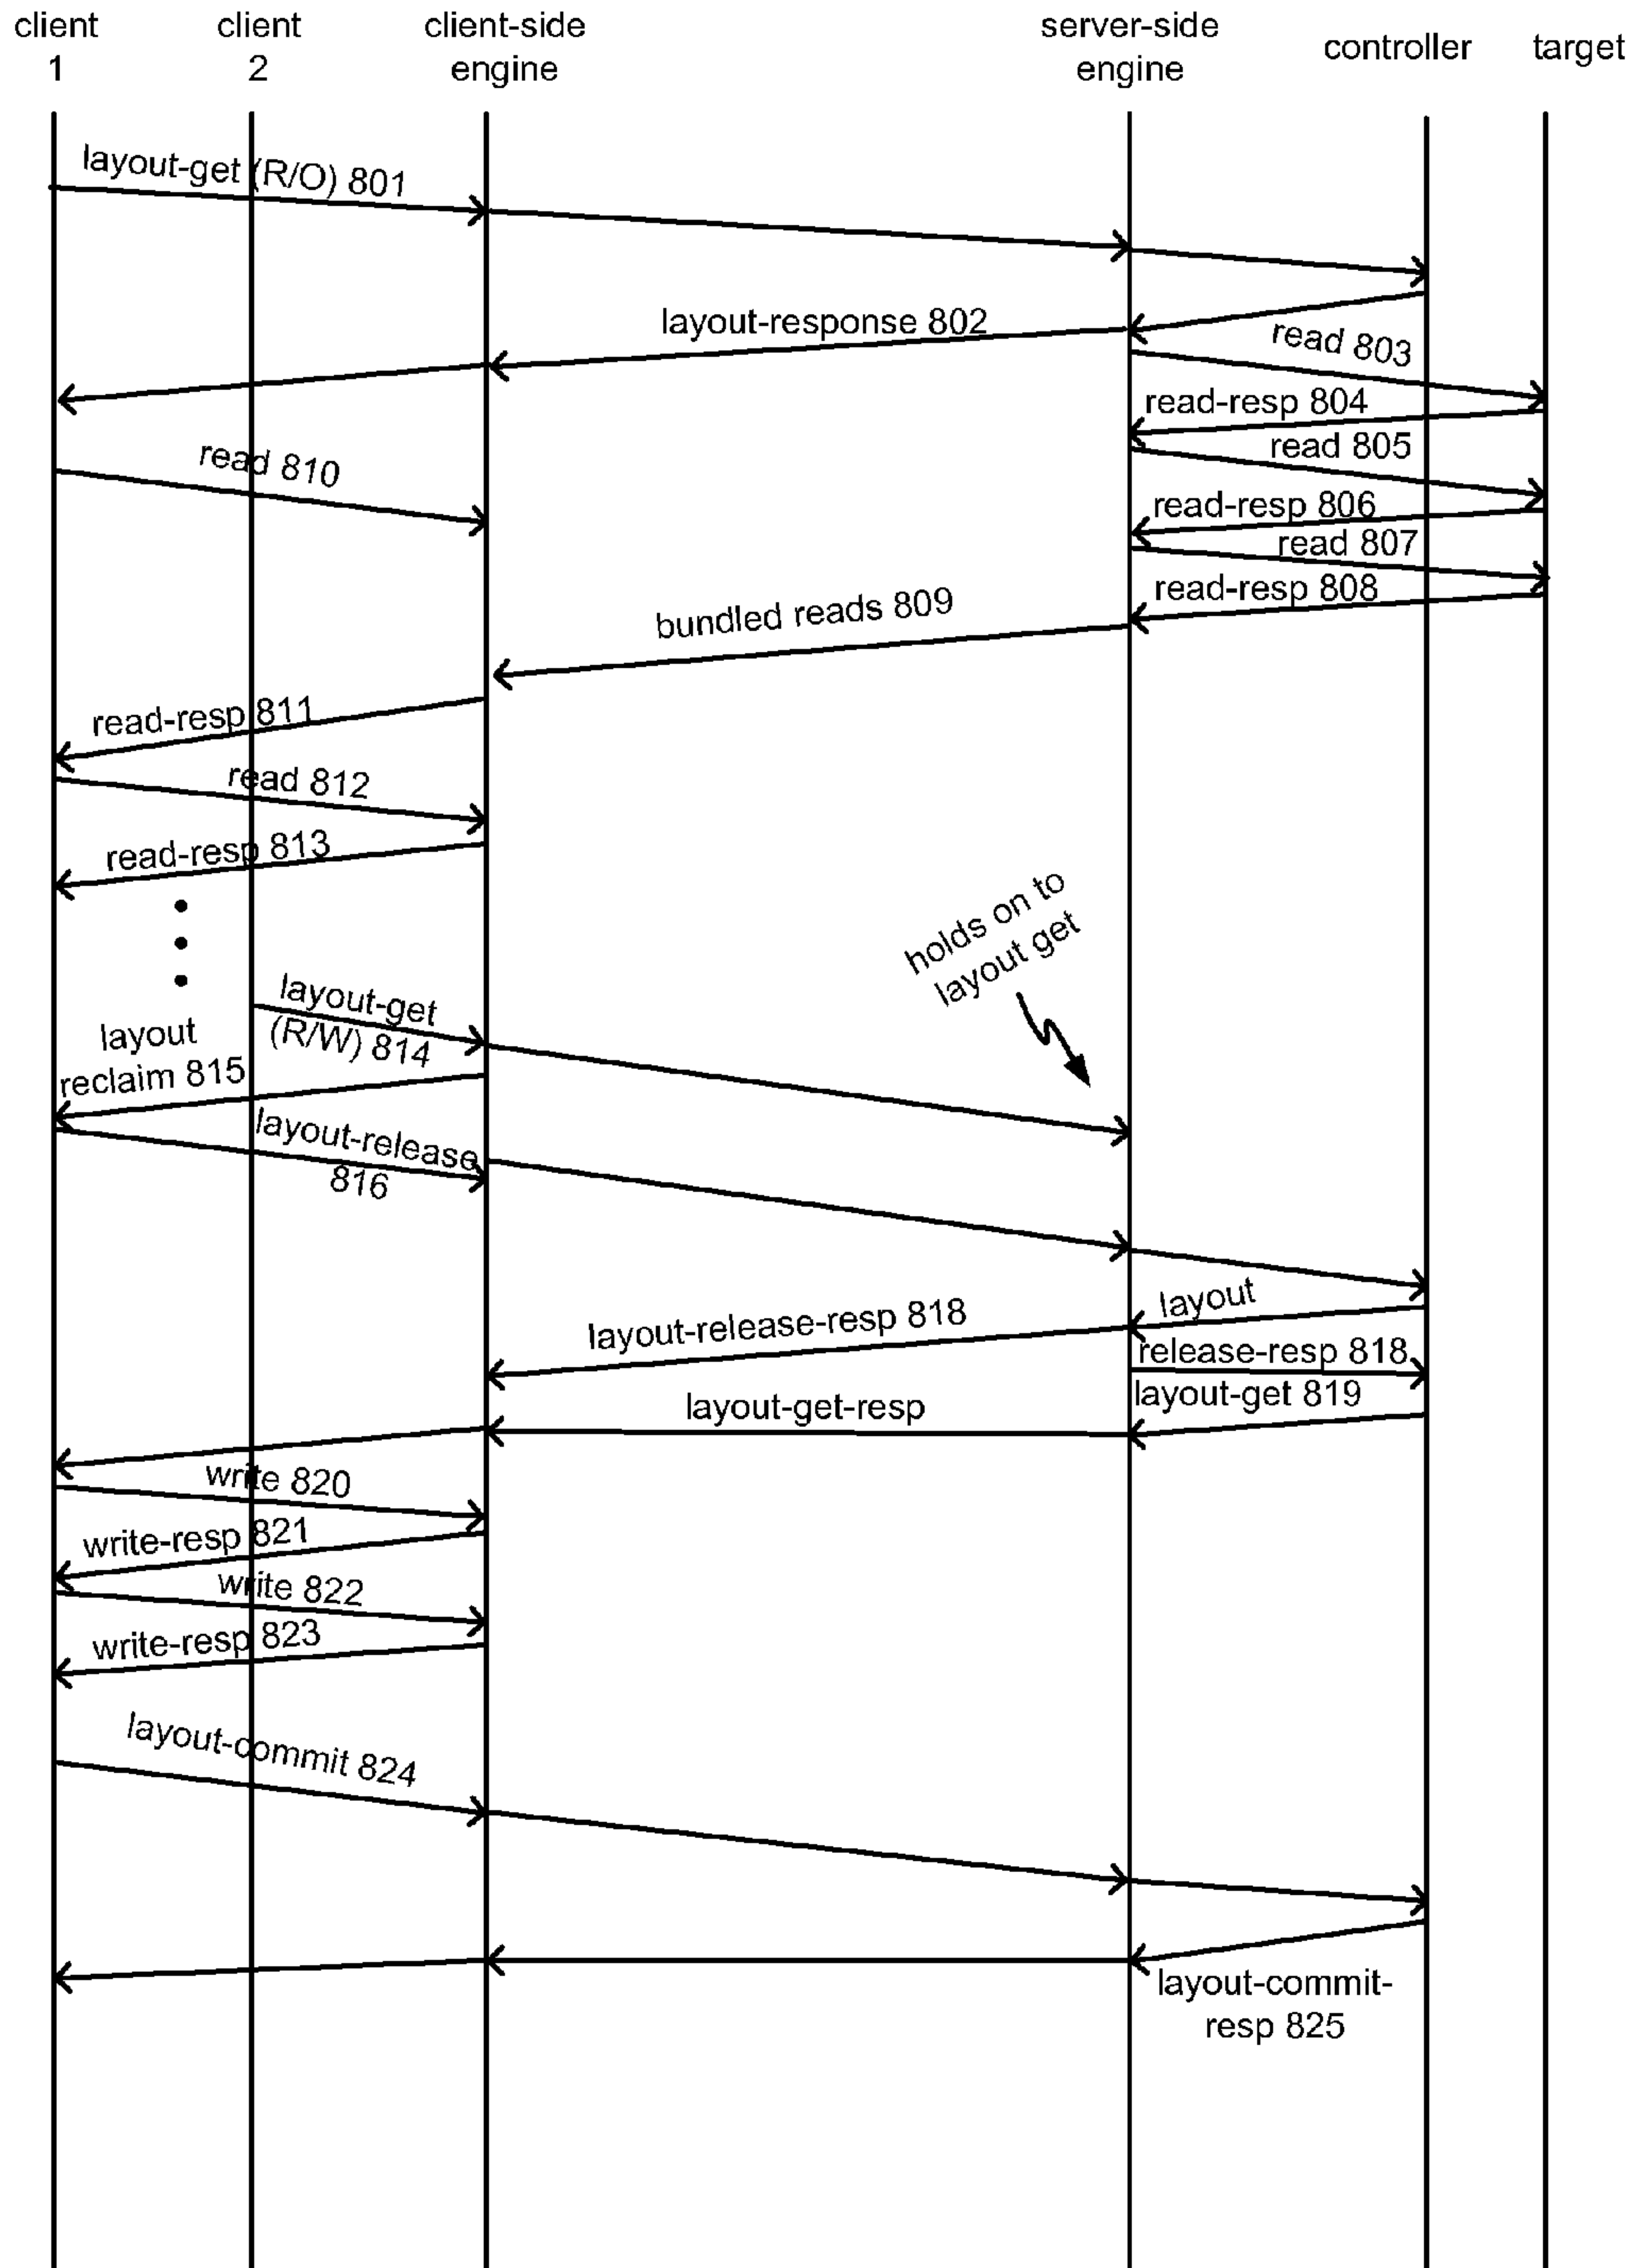 client
1
client
2
client-side
engine
server-side
engine
controller
target
layout-get (R/O) 801
layout-response 802
read 803
read-resp 804
read 805
read 810
read-resp 806
read 807
read-resp 808
bundled reads 809
read-resp 811
read 812
read-resp 813
holds on to
layout get
layout-get
(R/W) 814
layout
reclaim 815
layout-release
816
layout
release-resp 818
layout-release-resp 818
layout-get 819
layout-get-resp
write 820
write-resp 821
write 822
write-resp 823
layout-commit 824
layout-commit-
resp 825